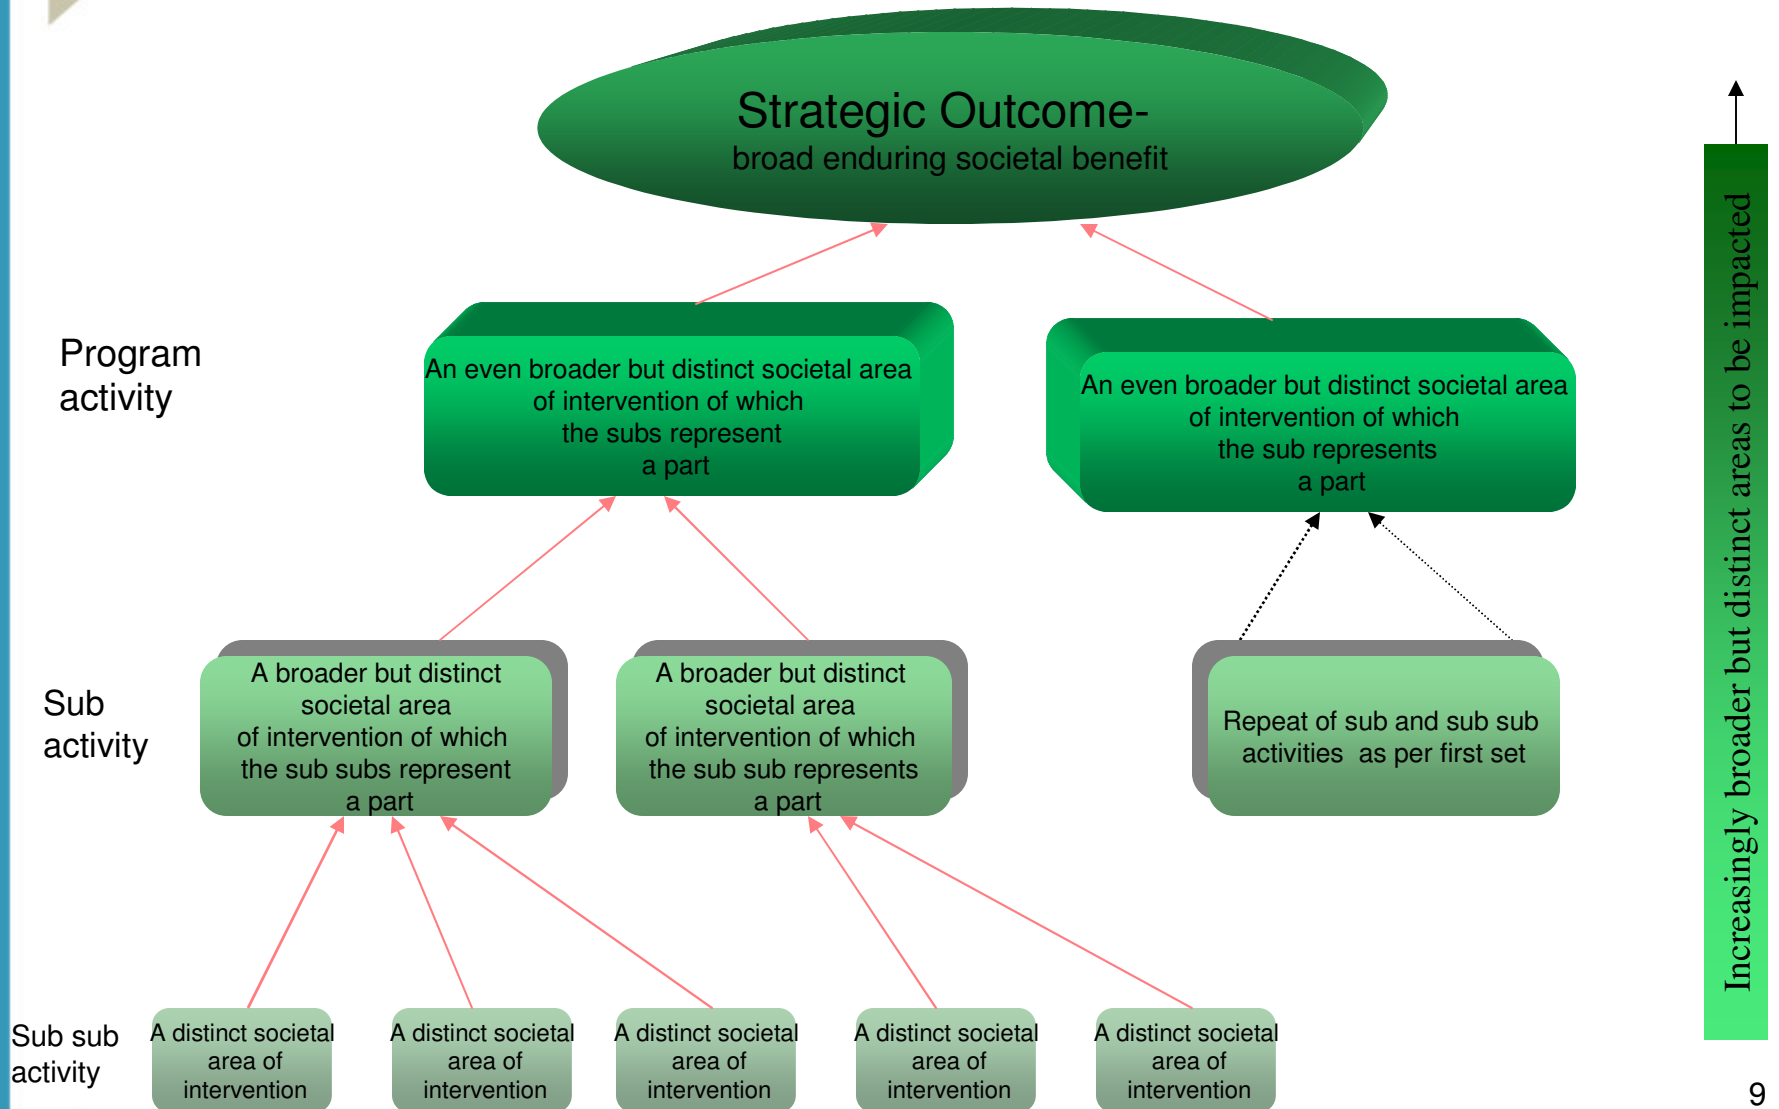 Strategic Outcome-
broad enduring societal benefit
Program
activity
An even broader but distinct societal area
of intervention of which
the subs represent
a part
An even broader but distinct societal area
of intervention of which
the sub represents
a part
Sub
activity
A broader but distinct
societal area
of intervention of which
the sub subs represent
a part
A broader but distinct
societal area
of intervention of which
the sub sub represents
a part
Repeat of sub and sub sub
activities as per first set
Sub sub
activity
A distinct societal
area of
intervention
A distinct societal
area of
intervention
A distinct societal
area of
intervention
A distinct societal
area of
intervention
A distinct societal
area of
intervention
Increasingly broader but distinct areas to be impacted
9